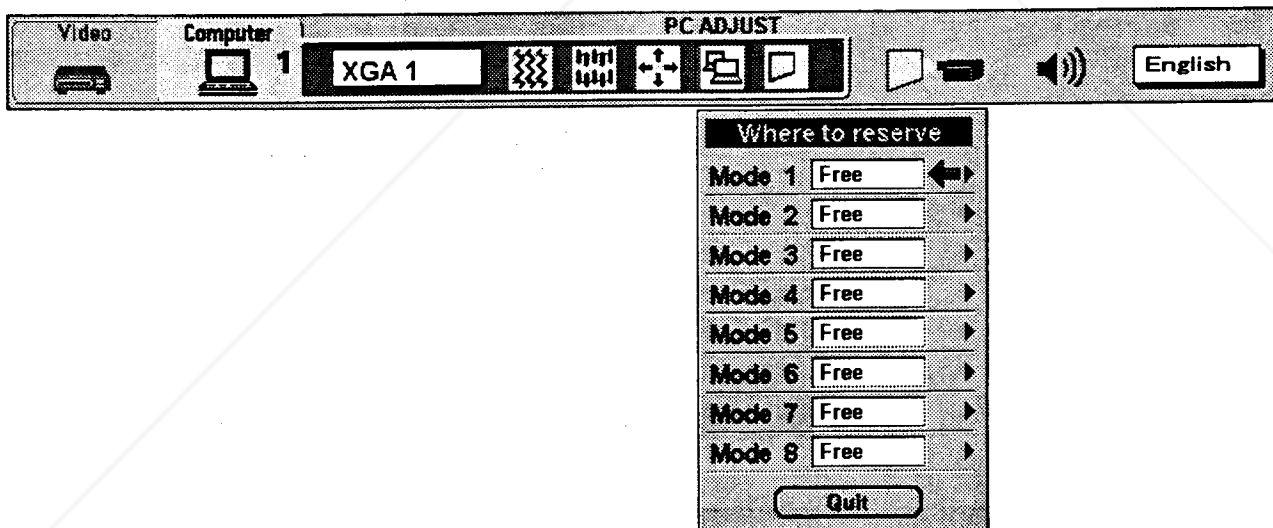 PC ADJUST
Video
Computer
1
XGA 1
English
Where to reserve
Mode 1 Free
Mode 2 Free
Mode 3 Free
Mode 4 Free
Mode 5 Free
Mode 6 Free
Mode 7 Free
Mode 8 Free
Quit